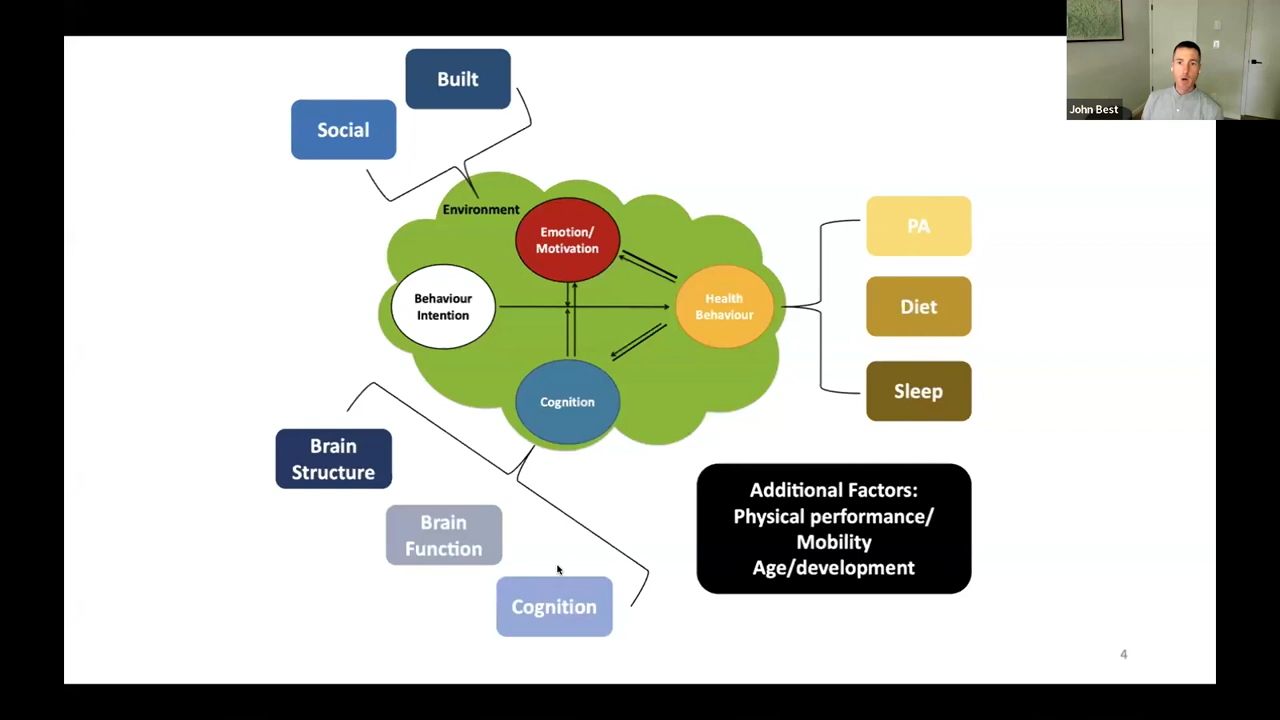 Built
Social
John Best
Environment
Emotion/
Motivation
PA
Behaviour
Intention
Health
Behaviour
Diet
Cognition
Sleep
Brain
Structure
Brain
Function
Cognition
Additional Factors:
Physical performance/
Mobility
Age/development
4